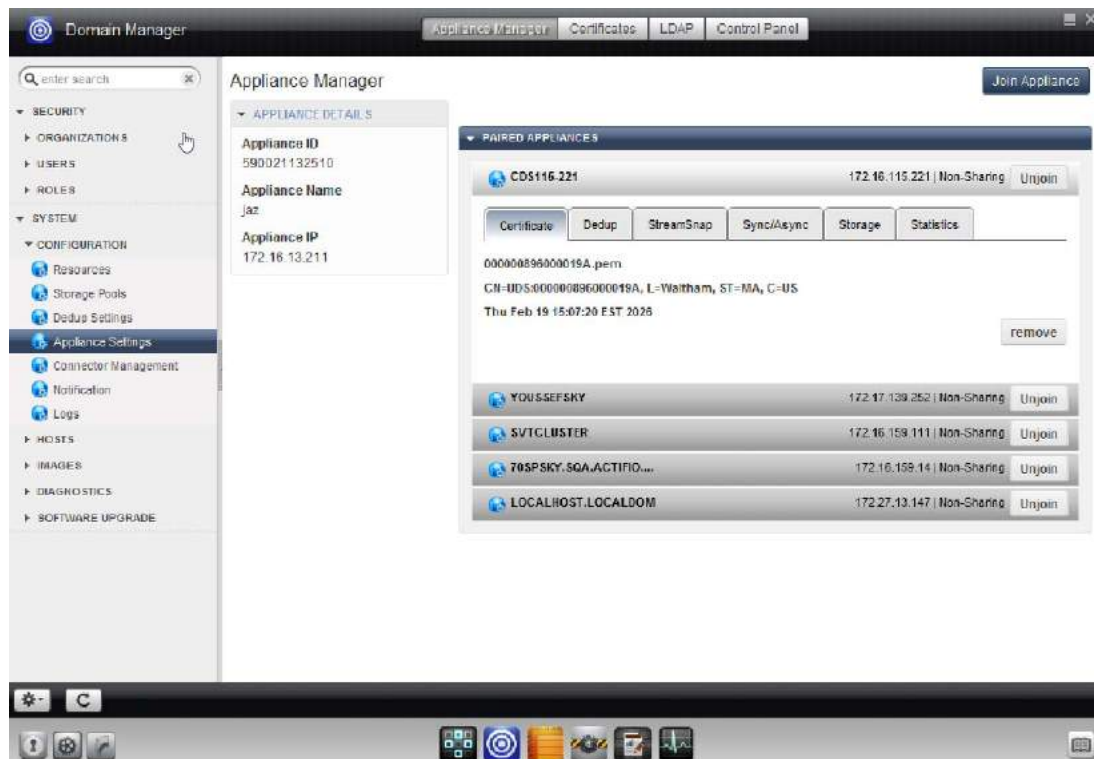 Domain Manager
Appliance Manager
Certificates
LDAP
Control Panel
enter search
SECURITY
ORGANIZATIONS
USERS
ROLES
SYSTEM
CONFIGURATION
Resources
Storage Pools
Dedup Settings
Appliance Settings
Connector Management
Notification
Logs
HOSTS
IMAGES
DIAGNOSTICS
SOFTWARE UPGRADE
Appliance Manager
Join Appliance
APPLIANCE DETAILS
Appliance ID
590021132510
Appliance Name
jaz
Appliance IP
172.16.13.211
PAIRED APPLIANCES
CDS116-221 172.16.115.221 | Non-Sharing Unjoin
Certificate Dedup StreamSnap Sync/Async Storage Statistics
000000896000019A.pem
CN=UDS:000000896000019A, L=Waltham, ST=MA, C=US
Thu Feb 19 15:07:20 EST 2026
remove
YOUSSEFSKY 172.17.139.252 | Non-Sharing Unjoin
SVTCLUSTER 172.16.159.111 | Non-Sharing Unjoin
70SPSKY.SQA.ACTIFIO.... 172.16.159.14 | Non-Sharing Unjoin
LOCALHOST.LOCALDOM 172.27.13.147 | Non-Sharing Unjoin